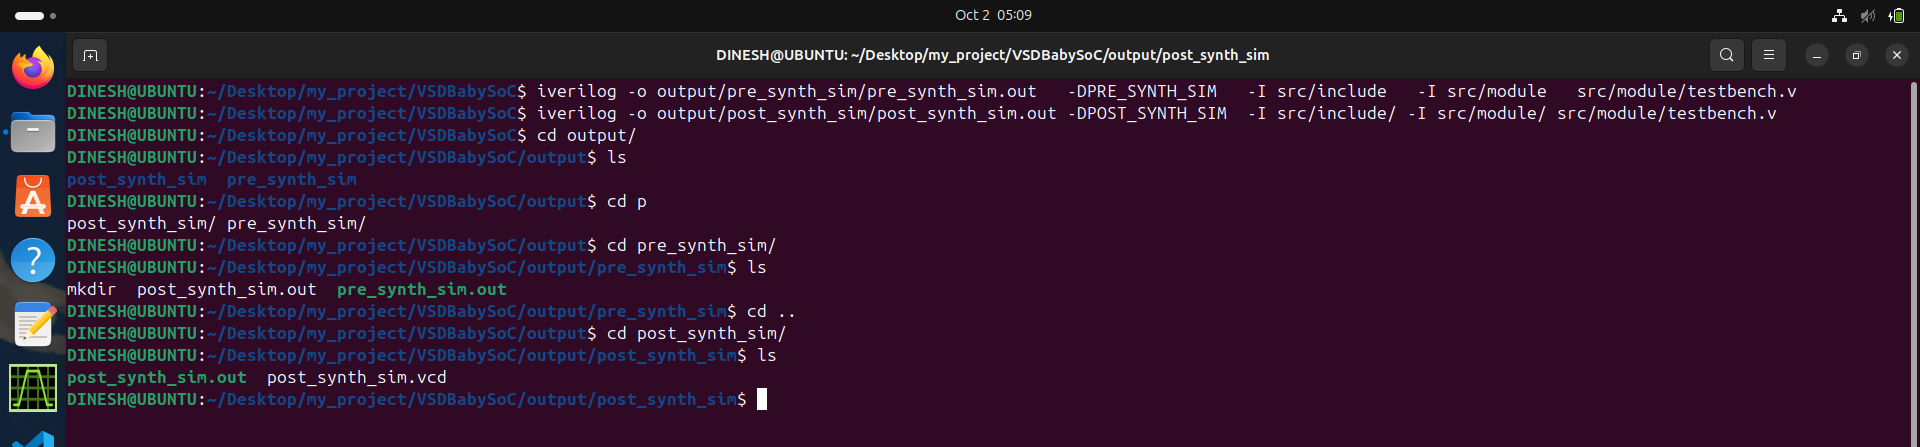 Oct 2 05:09
DINESH@UBUNTU: ~/Desktop/my_project/VSDBabySoC/output/post_synth_sim
DINESH@UBUNTU:~/Desktop/my_project/VSDBabySoC$ iverilog -o output/pre_synth_sim/pre_synth_sim.out   -DPRE_SYNTH_SIM   -I src/include   -I src/module   src/module/testbench.v
DINESH@UBUNTU:~/Desktop/my_project/VSDBabySoC$ iverilog -o output/post_synth_sim/post_synth_sim.out -DPOST_SYNTH_SIM  -I src/include/ -I src/module/ src/module/testbench.v
DINESH@UBUNTU:~/Desktop/my_project/VSDBabySoC$ cd output/
DINESH@UBUNTU:~/Desktop/my_project/VSDBabySoC/output$ ls
post_synth_sim  pre_synth_sim
DINESH@UBUNTU:~/Desktop/my_project/VSDBabySoC/output$ cd p
post_synth_sim/ pre_synth_sim/
DINESH@UBUNTU:~/Desktop/my_project/VSDBabySoC/output$ cd pre_synth_sim/
DINESH@UBUNTU:~/Desktop/my_project/VSDBabySoC/output/pre_synth_sim$ ls
mkdir  post_synth_sim.out  pre_synth_sim.out
DINESH@UBUNTU:~/Desktop/my_project/VSDBabySoC/output/pre_synth_sim$ cd ..
DINESH@UBUNTU:~/Desktop/my_project/VSDBabySoC/output$ cd post_synth_sim/
DINESH@UBUNTU:~/Desktop/my_project/VSDBabySoC/output/post_synth_sim$ ls
post_synth_sim.out  post_synth_sim.vcd
DINESH@UBUNTU:~/Desktop/my_project/VSDBabySoC/output/post_synth_sim$